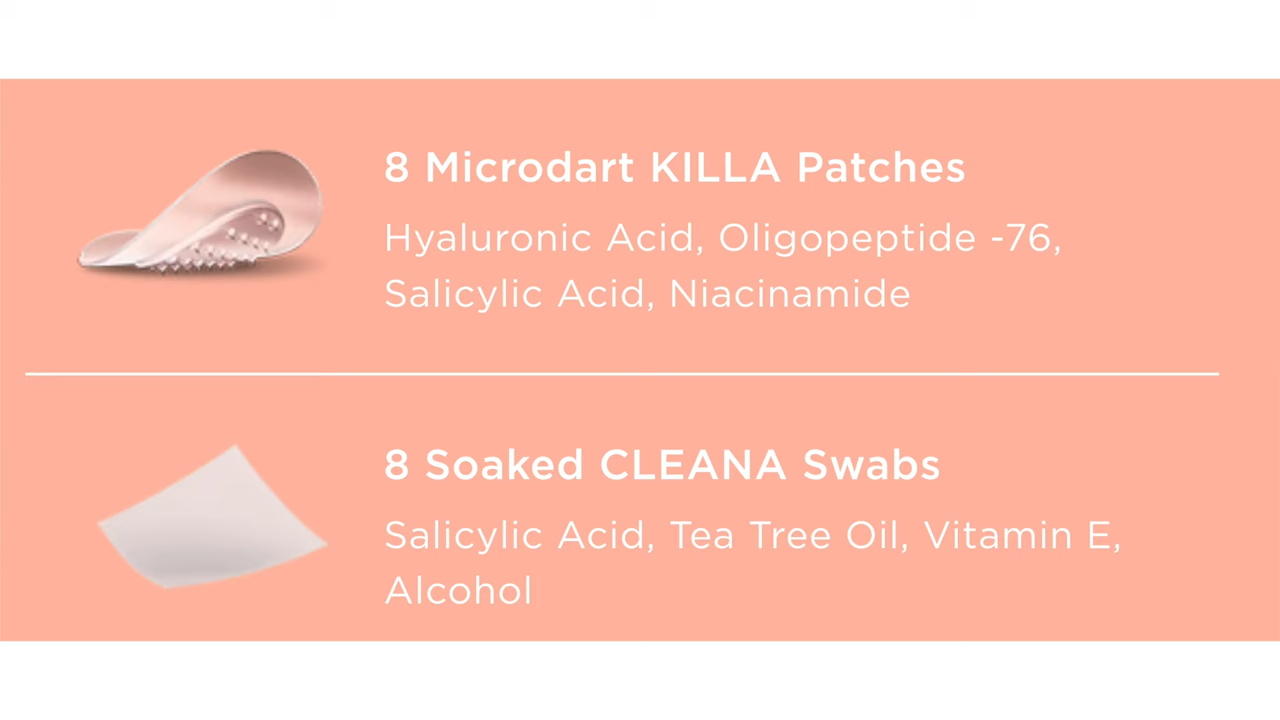 8 Microdart KILLA Patches
Hyaluronic Acid, Oligopeptide -76,
Salicylic Acid, Niacinamide
8 Soaked CLEANA Swabs
Salicylic Acid, Tea Tree Oil, Vitamin E,
Alcohol